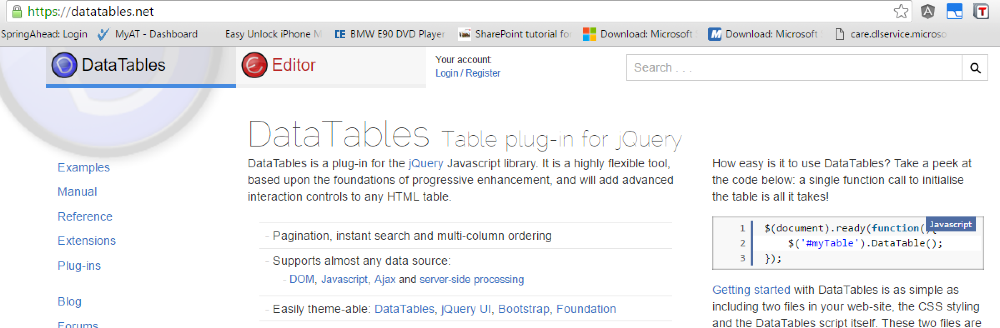 https://datatables.net
SpringAhead: Login MyAT - Dashboard Easy Unlock iPhone M BMW E90 DVD Player SharePoint tutorial for Download: Microsoft Download: Microsoft care.dlservice.microso
DataTables
Editor
Your account:
Login / Register
Search . . .
DataTables Table plug-in for jQuery
Examples
Manual
Reference
Extensions
Plug-ins
Blog
Forums
DataTables is a plug-in for the jQuery Javascript library. It is a highly flexible tool,
based upon the foundations of progressive enhancement, and will add advanced
interaction controls to any HTML table.
- Pagination, instant search and multi-column ordering
- Supports almost any data source:
- DOM, Javascript, Ajax and server-side processing
- Easily theme-able: DataTables, jQuery UI, Bootstrap, Foundation
How easy is it to use DataTables? Take a peek at
the code below: a single function call to initialise
the table is all it takes!
Javascript
1 $(document).ready(function(){
2 $('#myTable').DataTable();
3 });
Getting started with DataTables is as simple as
including two files in your web-site, the CSS styling
and the DataTables script itself. These two files are